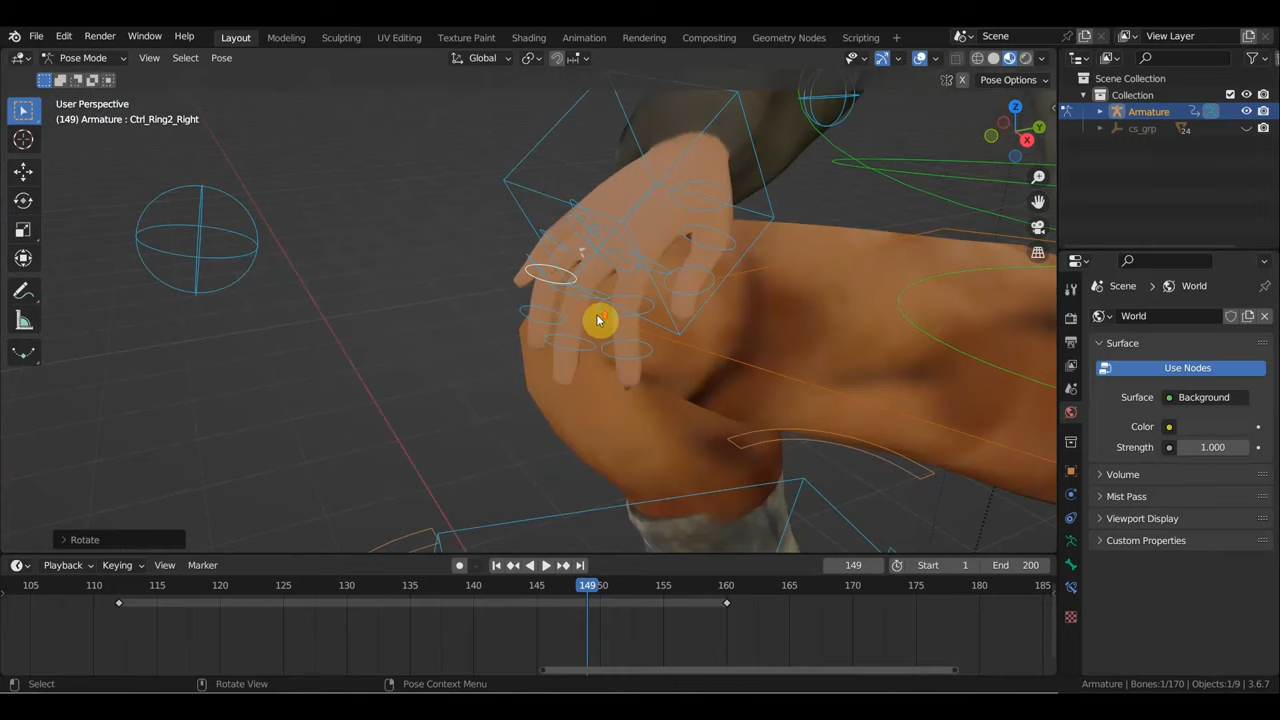 File Edit Render Window Help Layout Modeling Sculpting UV Editing Texture Paint Shading Animation Rendering Compositing Geometry Nodes Scripting Scene View Layer
Pose Mode View Select Pose Global
X Pose Options
User Perspective
(149) Armature : Ctrl_Ring2_Right
Z
Y
X
Scene Collection
Collection
Armature
cs_grp 24
Scene World
World
Surface
Use Nodes
Surface Background
Color
Strength 1.000
Volume
Mist Pass
Viewport Display
Custom Properties
Rotate
Playback Keying View Marker 149 Start 1 End 200
105 110 115 120 125 130 135 140 145 149 50 155 160 165 170 175 180 185
Select Rotate View Pose Context Menu Armature | Bones:1/170 | Objects:1/9 | 3.6.7